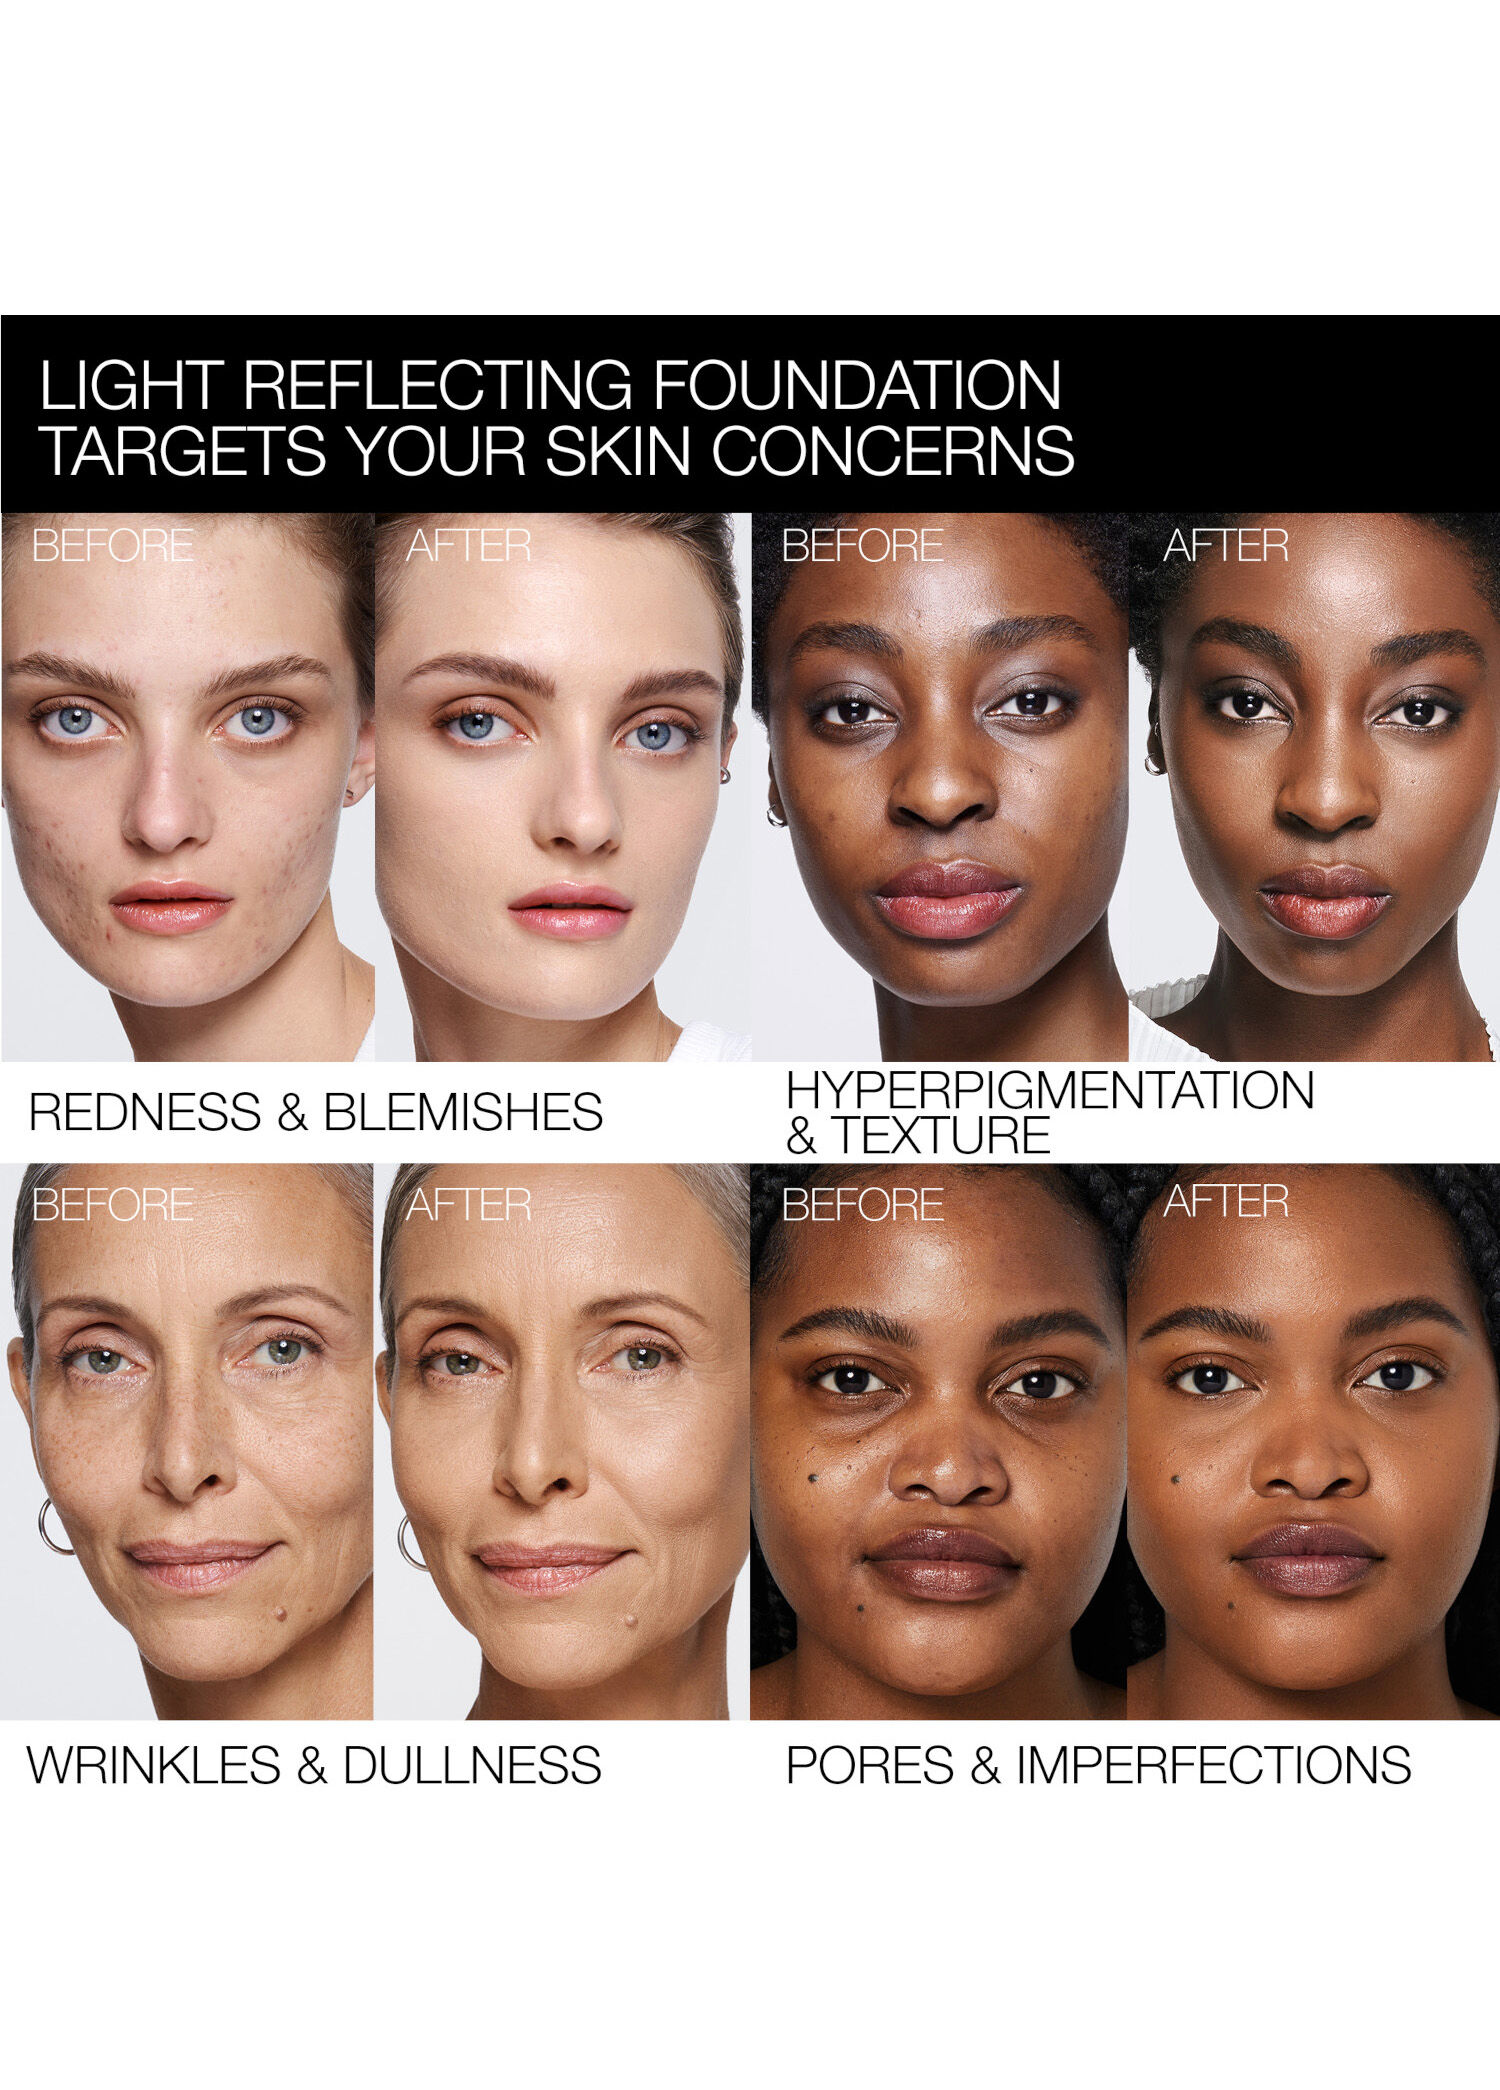 LIGHT REFLECTING FOUNDATION
TARGETS YOUR SKIN CONCERNS
BEFORE
AFTER
BEFORE
AFTER
REDNESS & BLEMISHES
HYPERPIGMENTATION
& TEXTURE
BEFORE
AFTER
BEFORE
AFTER
WRINKLES & DULLNESS
PORES & IMPERFECTIONS